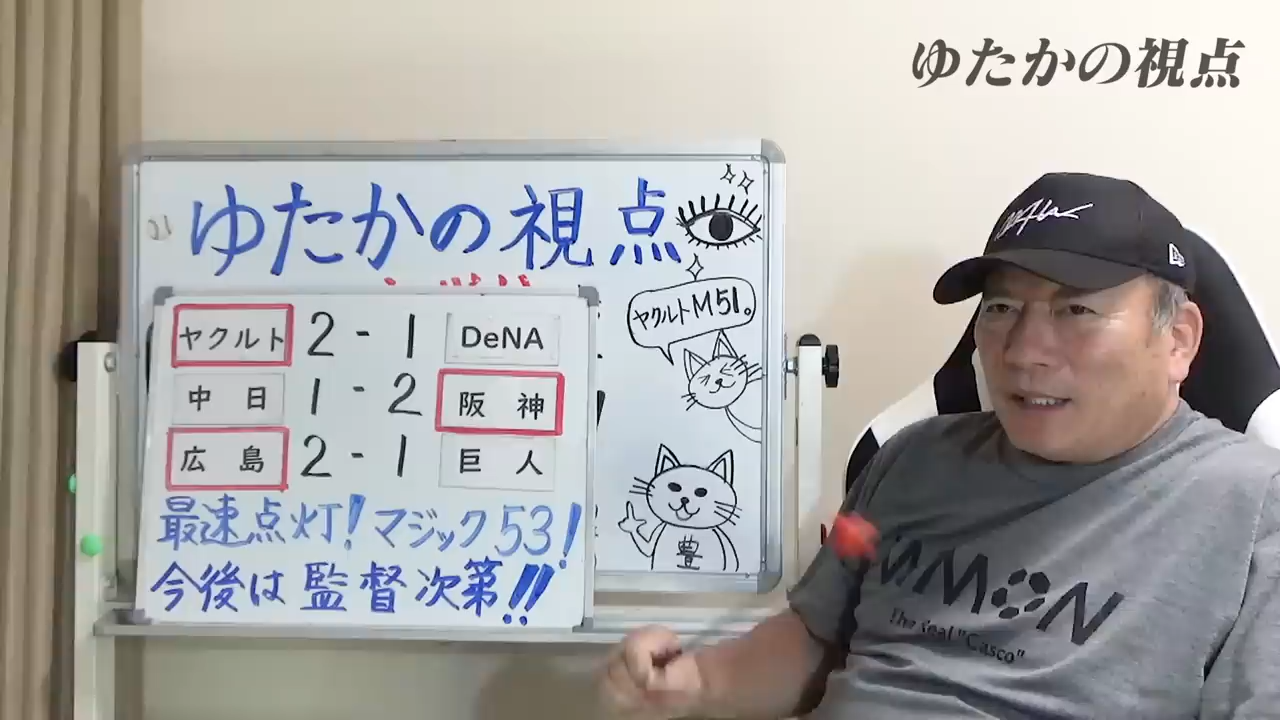 ゆたかの視点
ゆたかの視点
ヤクルトM51。
ヤクルト 2 - 1 DeNA
中日 1 - 2 阪神
広島 2 - 1 巨人
最速点灯!マジック53!
今後は監督次第!!
豊
The Real "Casco"